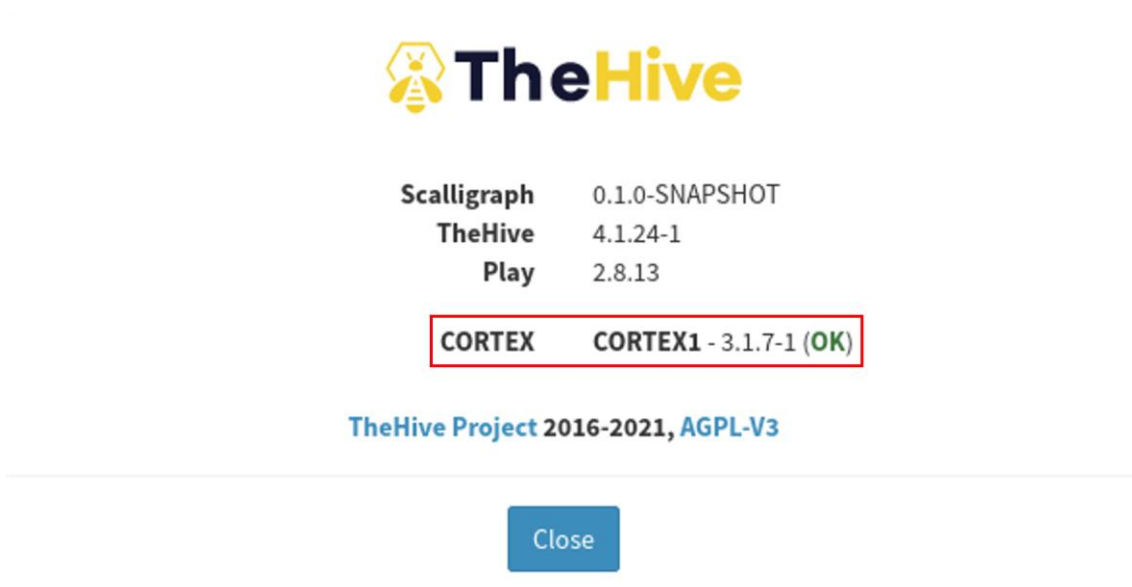 TheHive
Scalligraph 0.1.0-SNAPSHOT
TheHive 4.1.24-1
Play 2.8.13
CORTEX CORTEX1 - 3.1.7-1 (OK)
TheHive Project 2016-2021, AGPL-V3
Close